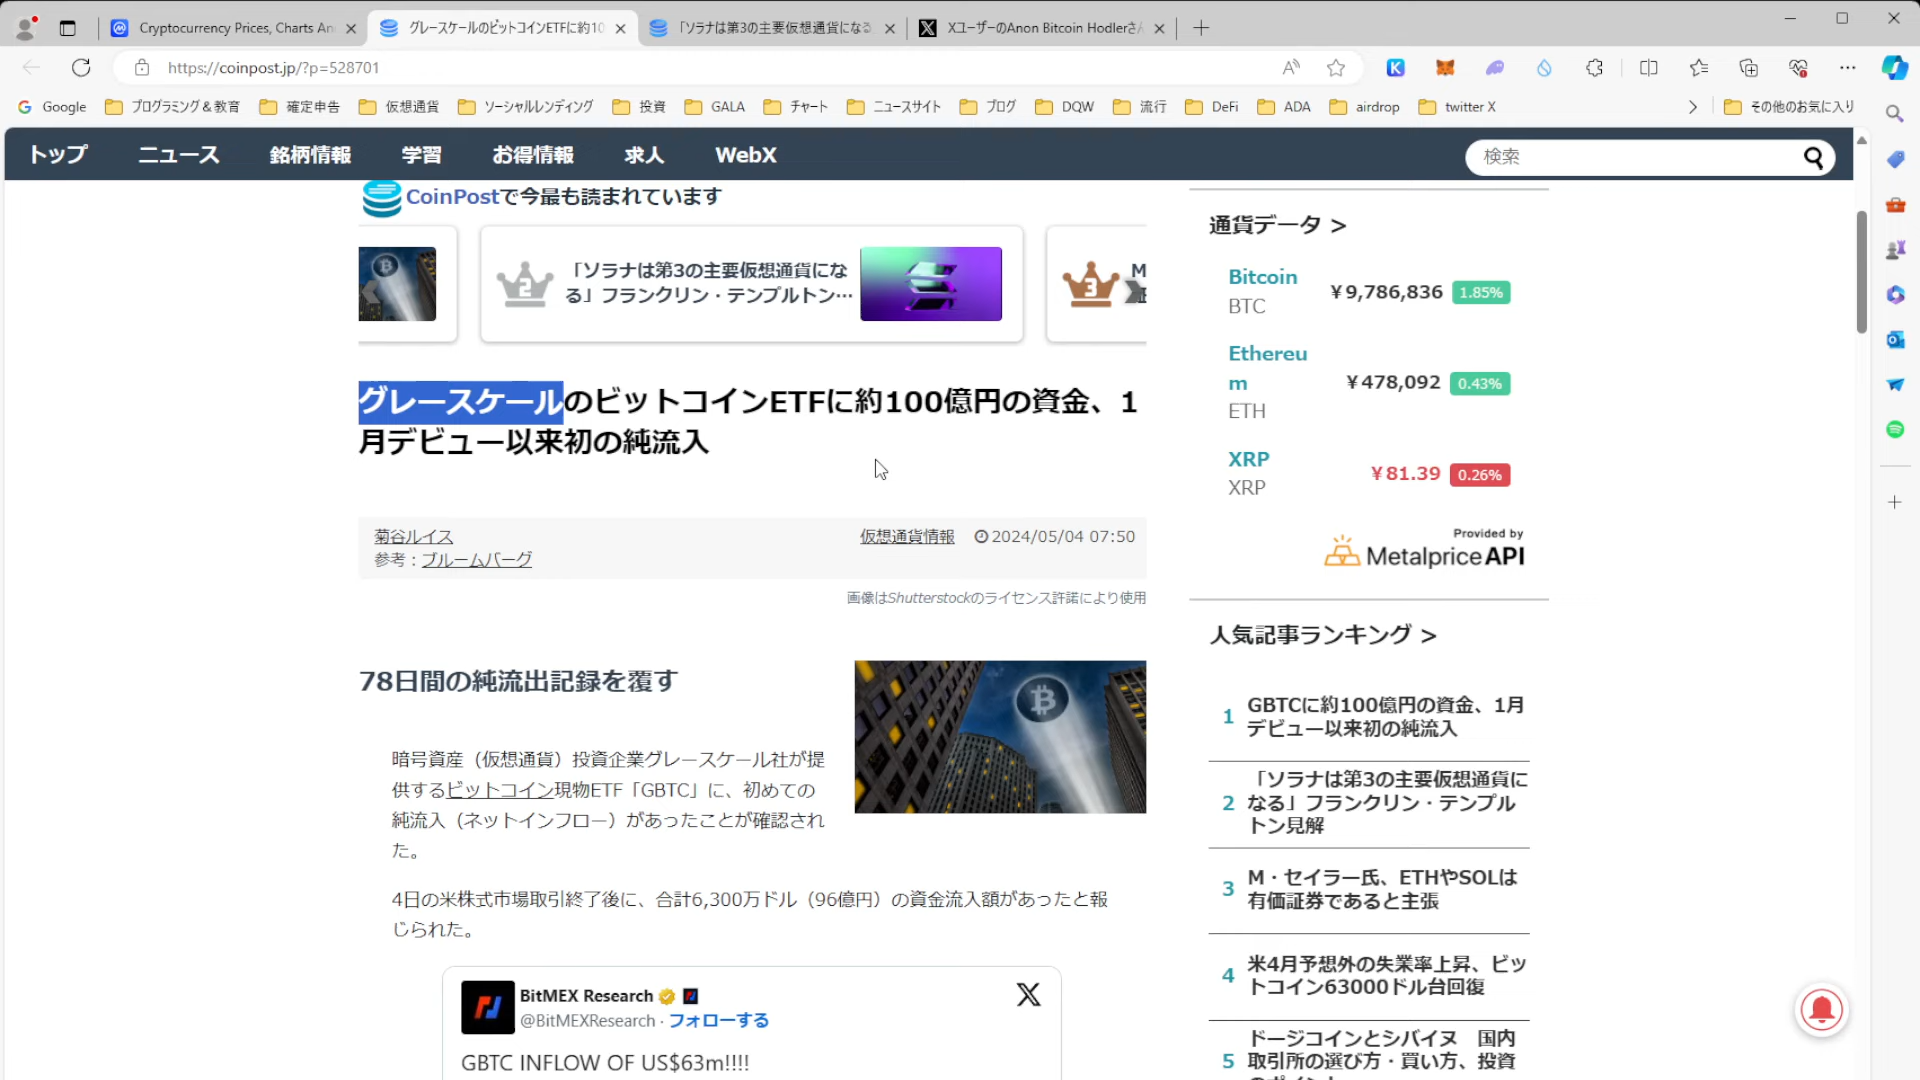 Cryptocurrency Prices, Charts An
グレースケールのビットコインETFに約10
「ソラナは第3の主要仮想通貨になる
XユーザーのAnon Bitcoin Hodlerさん
https://coinpost.jp/?p=528701
Google
プログラミング＆教育
確定申告
仮想通貨
ソーシャルレンディング
投資
GALA
チャート
ニュースサイト
ブログ
DQW
流行
DeFi
ADA
airdrop
twitter X
その他のお気に入り
トップ
ニュース
銘柄情報
学習
お得情報
求人
WebX
検索
CoinPostで今最も読まれています
2
「ソラナは第3の主要仮想通貨にな
る」フランクリン・テンプルトン…
3
グレースケールのビットコインETFに約100億円の資金、1
月デビュー以来初の純流入
菊谷ルイス
仮想通貨情報
2024/05/04 07:50
参考：ブルームバーグ
画像はShutterstockのライセンス許諾により使用
78日間の純流出記録を覆す
暗号資産（仮想通貨）投資企業グレースケール社が提
供するビットコイン現物ETF「GBTC」に、初めての
純流入（ネットインフロー）があったことが確認され
た。
4日の米株式市場取引終了後に、合計6,300万ドル（96億円）の資金流入額があったと報
じられた。
BitMEX Research
@BitMEXResearch · フォローする
GBTC INFLOW OF US$63m!!!!
通貨データ >
Bitcoin
BTC
¥9,786,836
1.85%
Ethereu
m
ETH
¥478,092
0.43%
XRP
XRP
¥81.39
0.26%
Provided by
MetalpriceAPI
人気記事ランキング >
1
GBTCに約100億円の資金、1月
デビュー以来初の純流入
2
「ソラナは第3の主要仮想通貨に
なる」フランクリン・テンプル
トン見解
3
M・セイラー氏、ETHやSOLは
有価証券であると主張
4
米4月予想外の失業率上昇、ビッ
トコイン63000ドル台回復
5
ドージコインとシバイヌ　国内
取引所の選び方・買い方、投資